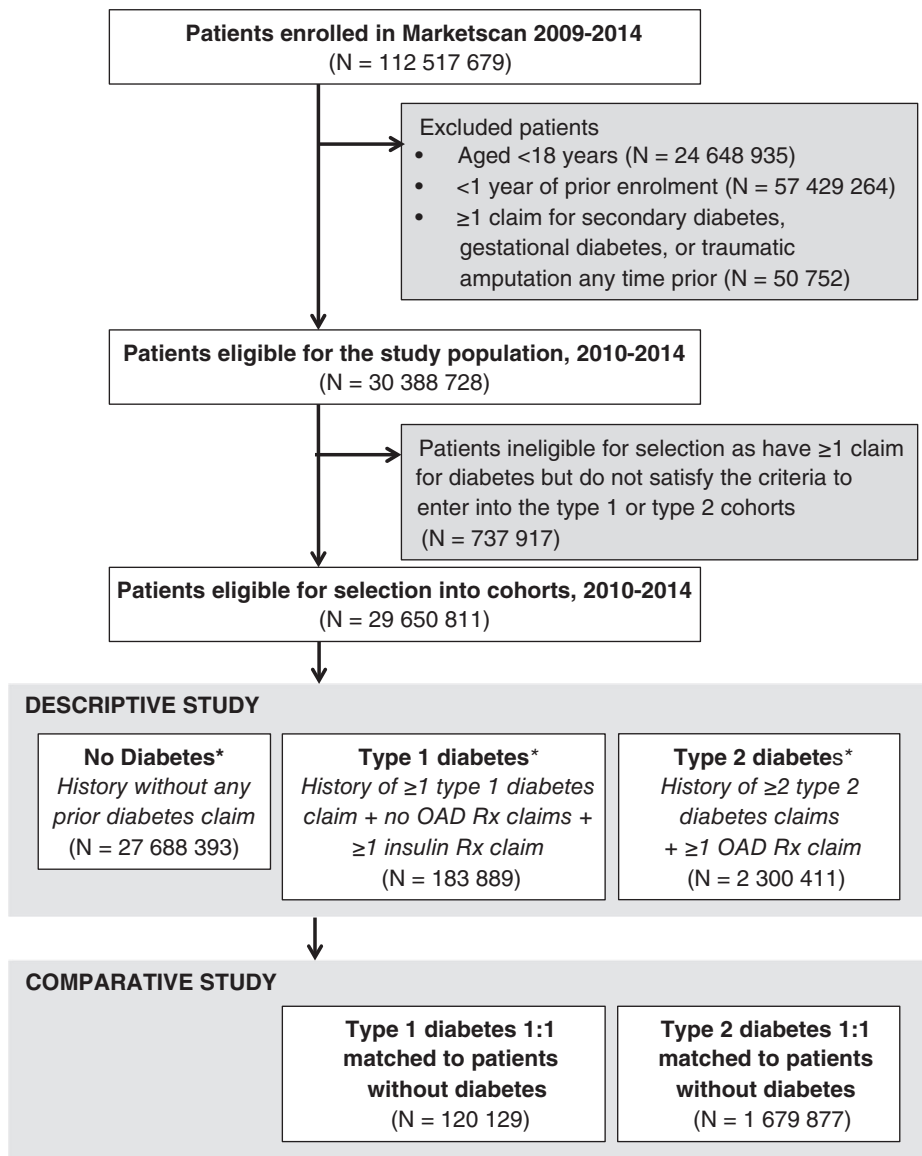 Patients enrolled in Marketscan 2009-2014
(N = 112 517 679)
Excluded patients
• Aged <18 years (N = 24 648 935)
• <1 year of prior enrolment (N = 57 429 264)
• ≥1 claim for secondary diabetes,
gestational diabetes, or traumatic
amputation any time prior (N = 50 752)
Patients eligible for the study population, 2010-2014
(N = 30 388 728)
Patients ineligible for selection as have ≥1 claim
for diabetes but do not satisfy the criteria to
enter into the type 1 or type 2 cohorts
(N = 737 917)
Patients eligible for selection into cohorts, 2010-2014
(N = 29 650 811)
DESCRIPTIVE STUDY
No Diabetes*
History without any
prior diabetes claim
(N = 27 688 393)
Type 1 diabetes*
History of ≥1 type 1 diabetes
claim + no OAD Rx claims +
≥1 insulin Rx claim
(N = 183 889)
Type 2 diabetes*
History of ≥2 type 2
diabetes claims
+ ≥1 OAD Rx claim
(N = 2 300 411)
COMPARATIVE STUDY
Type 1 diabetes 1:1
matched to patients
without diabetes
(N = 120 129)
Type 2 diabetes 1:1
matched to patients
without diabetes
(N = 1 679 877)